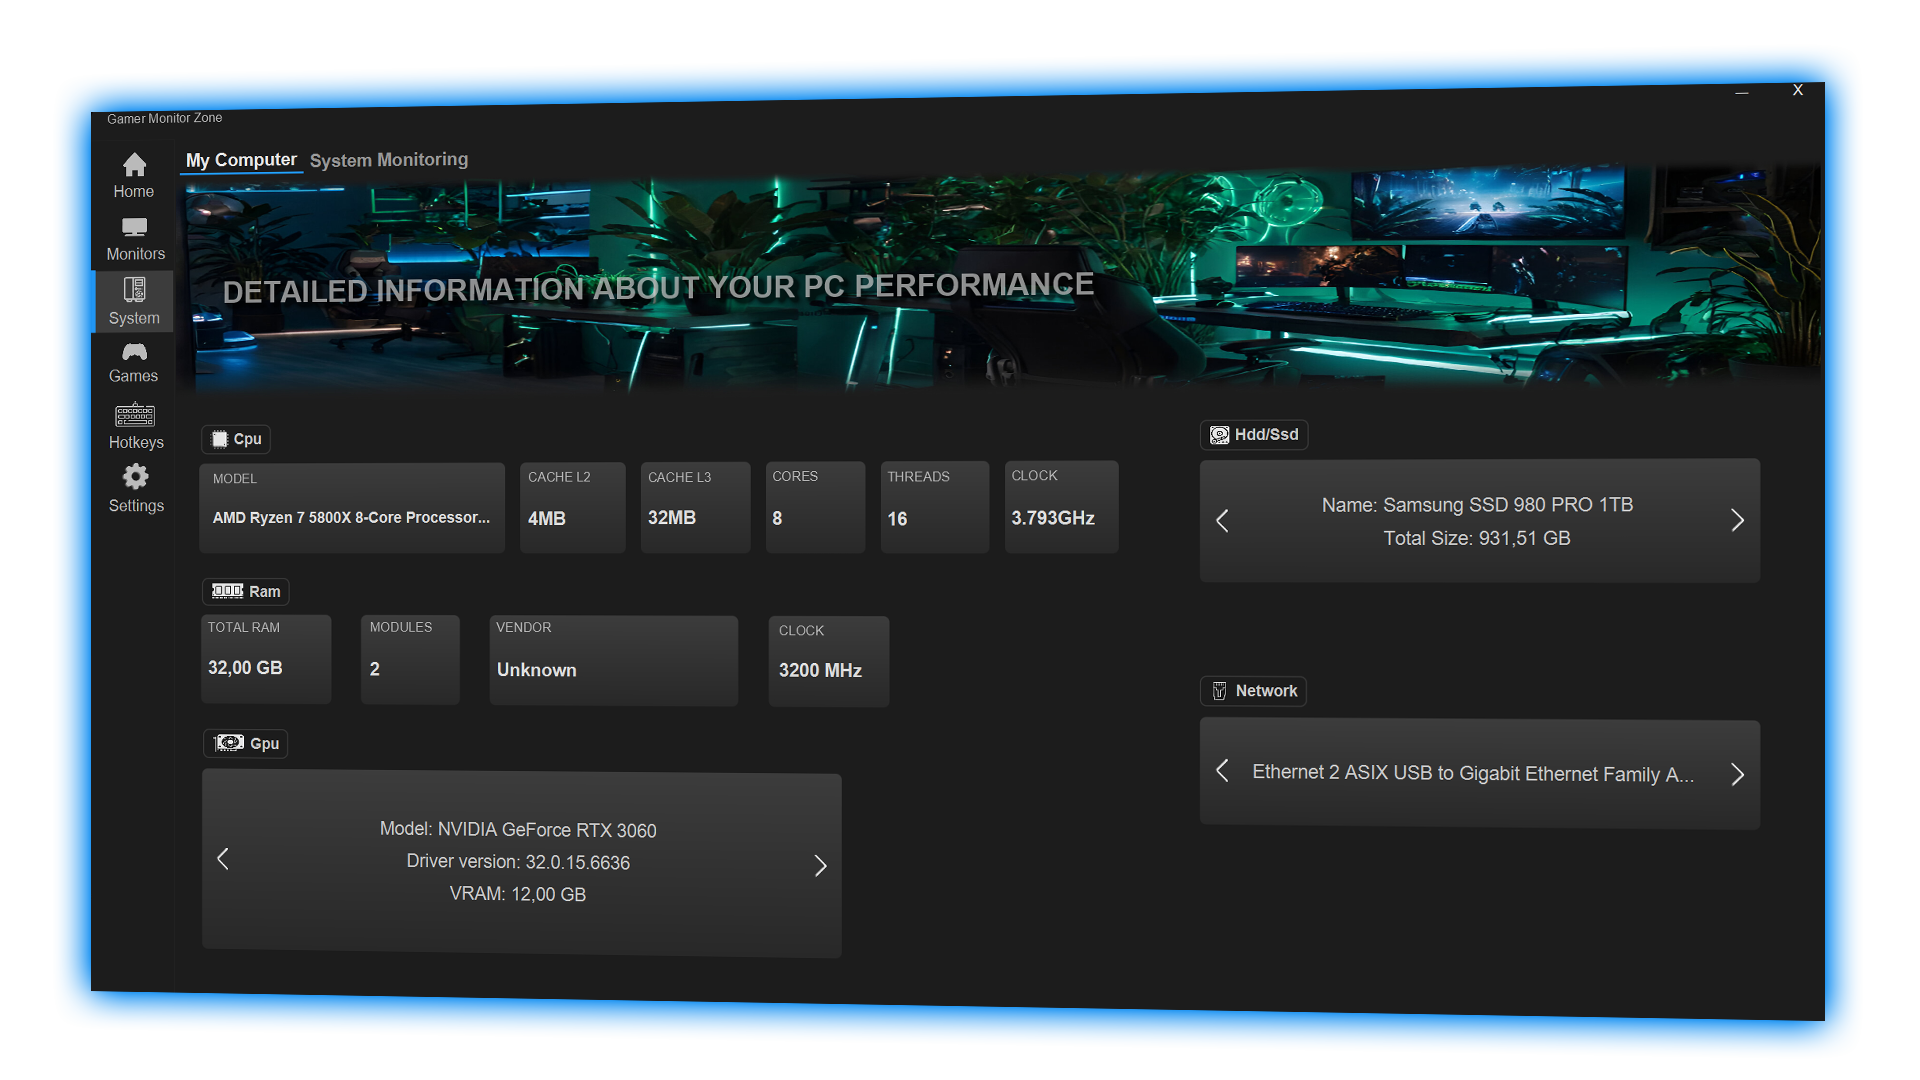 Gamer Monitor Zone
X
Home
Monitors
System
Games
Hotkeys
Settings
My Computer System Monitoring
DETAILED INFORMATION ABOUT YOUR PC PERFORMANCE
Cpu
MODEL
AMD Ryzen 7 5800X 8-Core Processor...
CACHE L2
4MB
CACHE L3
32MB
CORES
8
THREADS
16
CLOCK
3.793GHz
Ram
TOTAL RAM
32,00 GB
MODULES
2
VENDOR
Unknown
CLOCK
3200 MHz
Gpu
Model: NVIDIA GeForce RTX 3060
Driver version: 32.0.15.6636
VRAM: 12,00 GB
Hdd/Ssd
Name: Samsung SSD 980 PRO 1TB
Total Size: 931,51 GB
Network
Ethernet 2 ASIX USB to Gigabit Ethernet Family A...